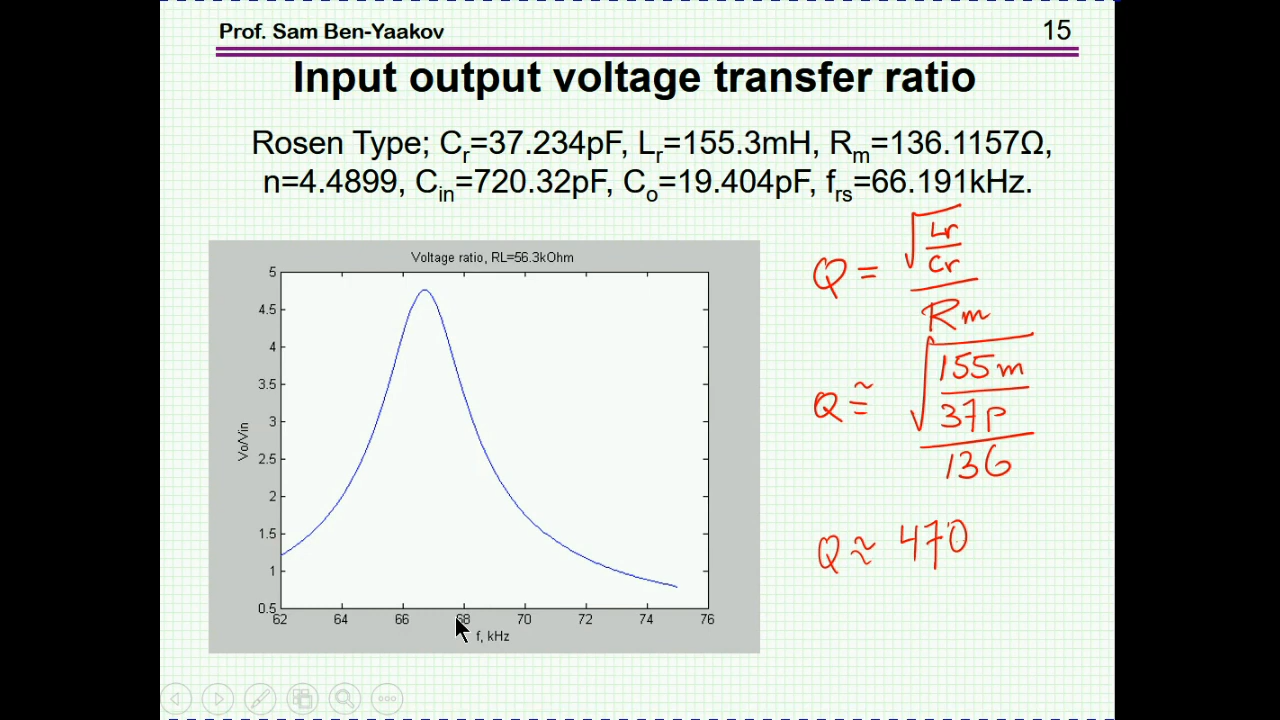 Prof. Sam Ben-Yaakov
15
Input output voltage transfer ratio
Rosen Type; Cr=37.234pF, Lr=155.3mH, Rm=136.1157Ω,
n=4.4899, Cin=720.32pF, Co=19.404pF, frs=66.191kHz.
Voltage ratio, RL=56.3kOhm
5
4.5
4
3.5
3
2.5
2
1.5
1
0.5
Vo/Vin
62 64 66 68 70 72 74 76
f, kHz
Q = √(Lr/Cr) / Rm
Q ≅ √(155m/37p) / 136
Q ≈ 470